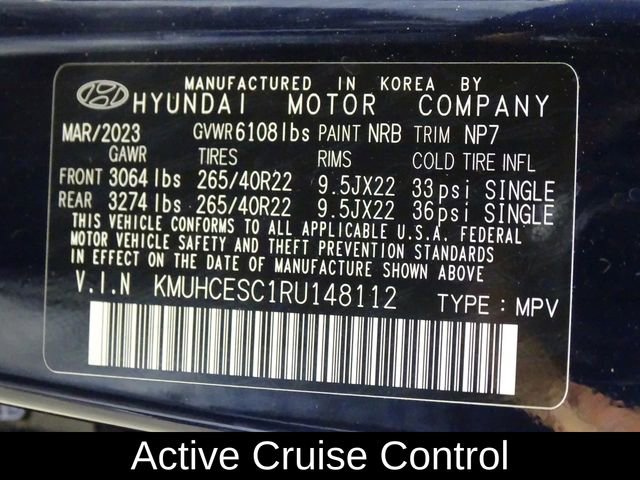 MANUFACTURED IN KOREA BY
HYUNDAI MOTOR COMPANY
MAR/2023 GVWR 6108lbs PAINT NRB TRIM NP7
GAWR TIRES RIMS COLD TIRE INFL
FRONT 3064lbs 265/40R22 9.5JX22 33psi SINGLE
REAR 3274lbs 265/40R22 9.5JX22 36psi SINGLE
THIS VEHICLE CONFORMS TO ALL APPLICABLE U.S.A. FEDERAL
MOTOR VEHICLE SAFETY AND THEFT PREVENTION STANDARDS
IN EFFECT ON THE DATE OF MANUFACTURE SHOWN ABOVE.
V.I.N KMUHCESC1RU148112 TYPE : MPV
Active Cruise Control